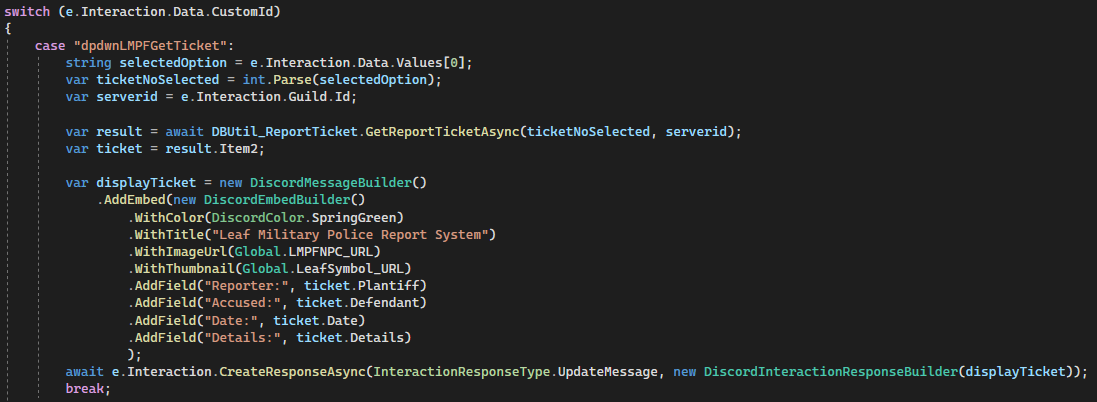 switch (e.Interaction.Data.CustomId)
{
case "dpdwnLMPFGetTicket":
string selectedOption = e.Interaction.Data.Values[0];
var ticketNoSelected = int.Parse(selectedOption);
var serverid = e.Interaction.Guild.Id;
var result = await DBUtil_ReportTicket.GetReportTicketAsync(ticketNoSelected, serverid);
var ticket = result.Item2;
var displayTicket = new DiscordMessageBuilder()
.AddEmbed(new DiscordEmbedBuilder()
.WithColor(DiscordColor.SpringGreen)
.WithTitle("Leaf Military Police Report System")
.WithImageUrl(Global.LMPFNPC_URL)
.WithThumbnail(Global.LeafSymbol_URL)
.AddField("Reporter:", ticket.Plantiff)
.AddField("Accused:", ticket.Defendant)
.AddField("Date:", ticket.Date)
.AddField("Details:", ticket.Details)
);
await e.Interaction.CreateResponseAsync(InteractionResponseType.UpdateMessage, new DiscordInteractionResponseBuilder(displayTicket));
break;